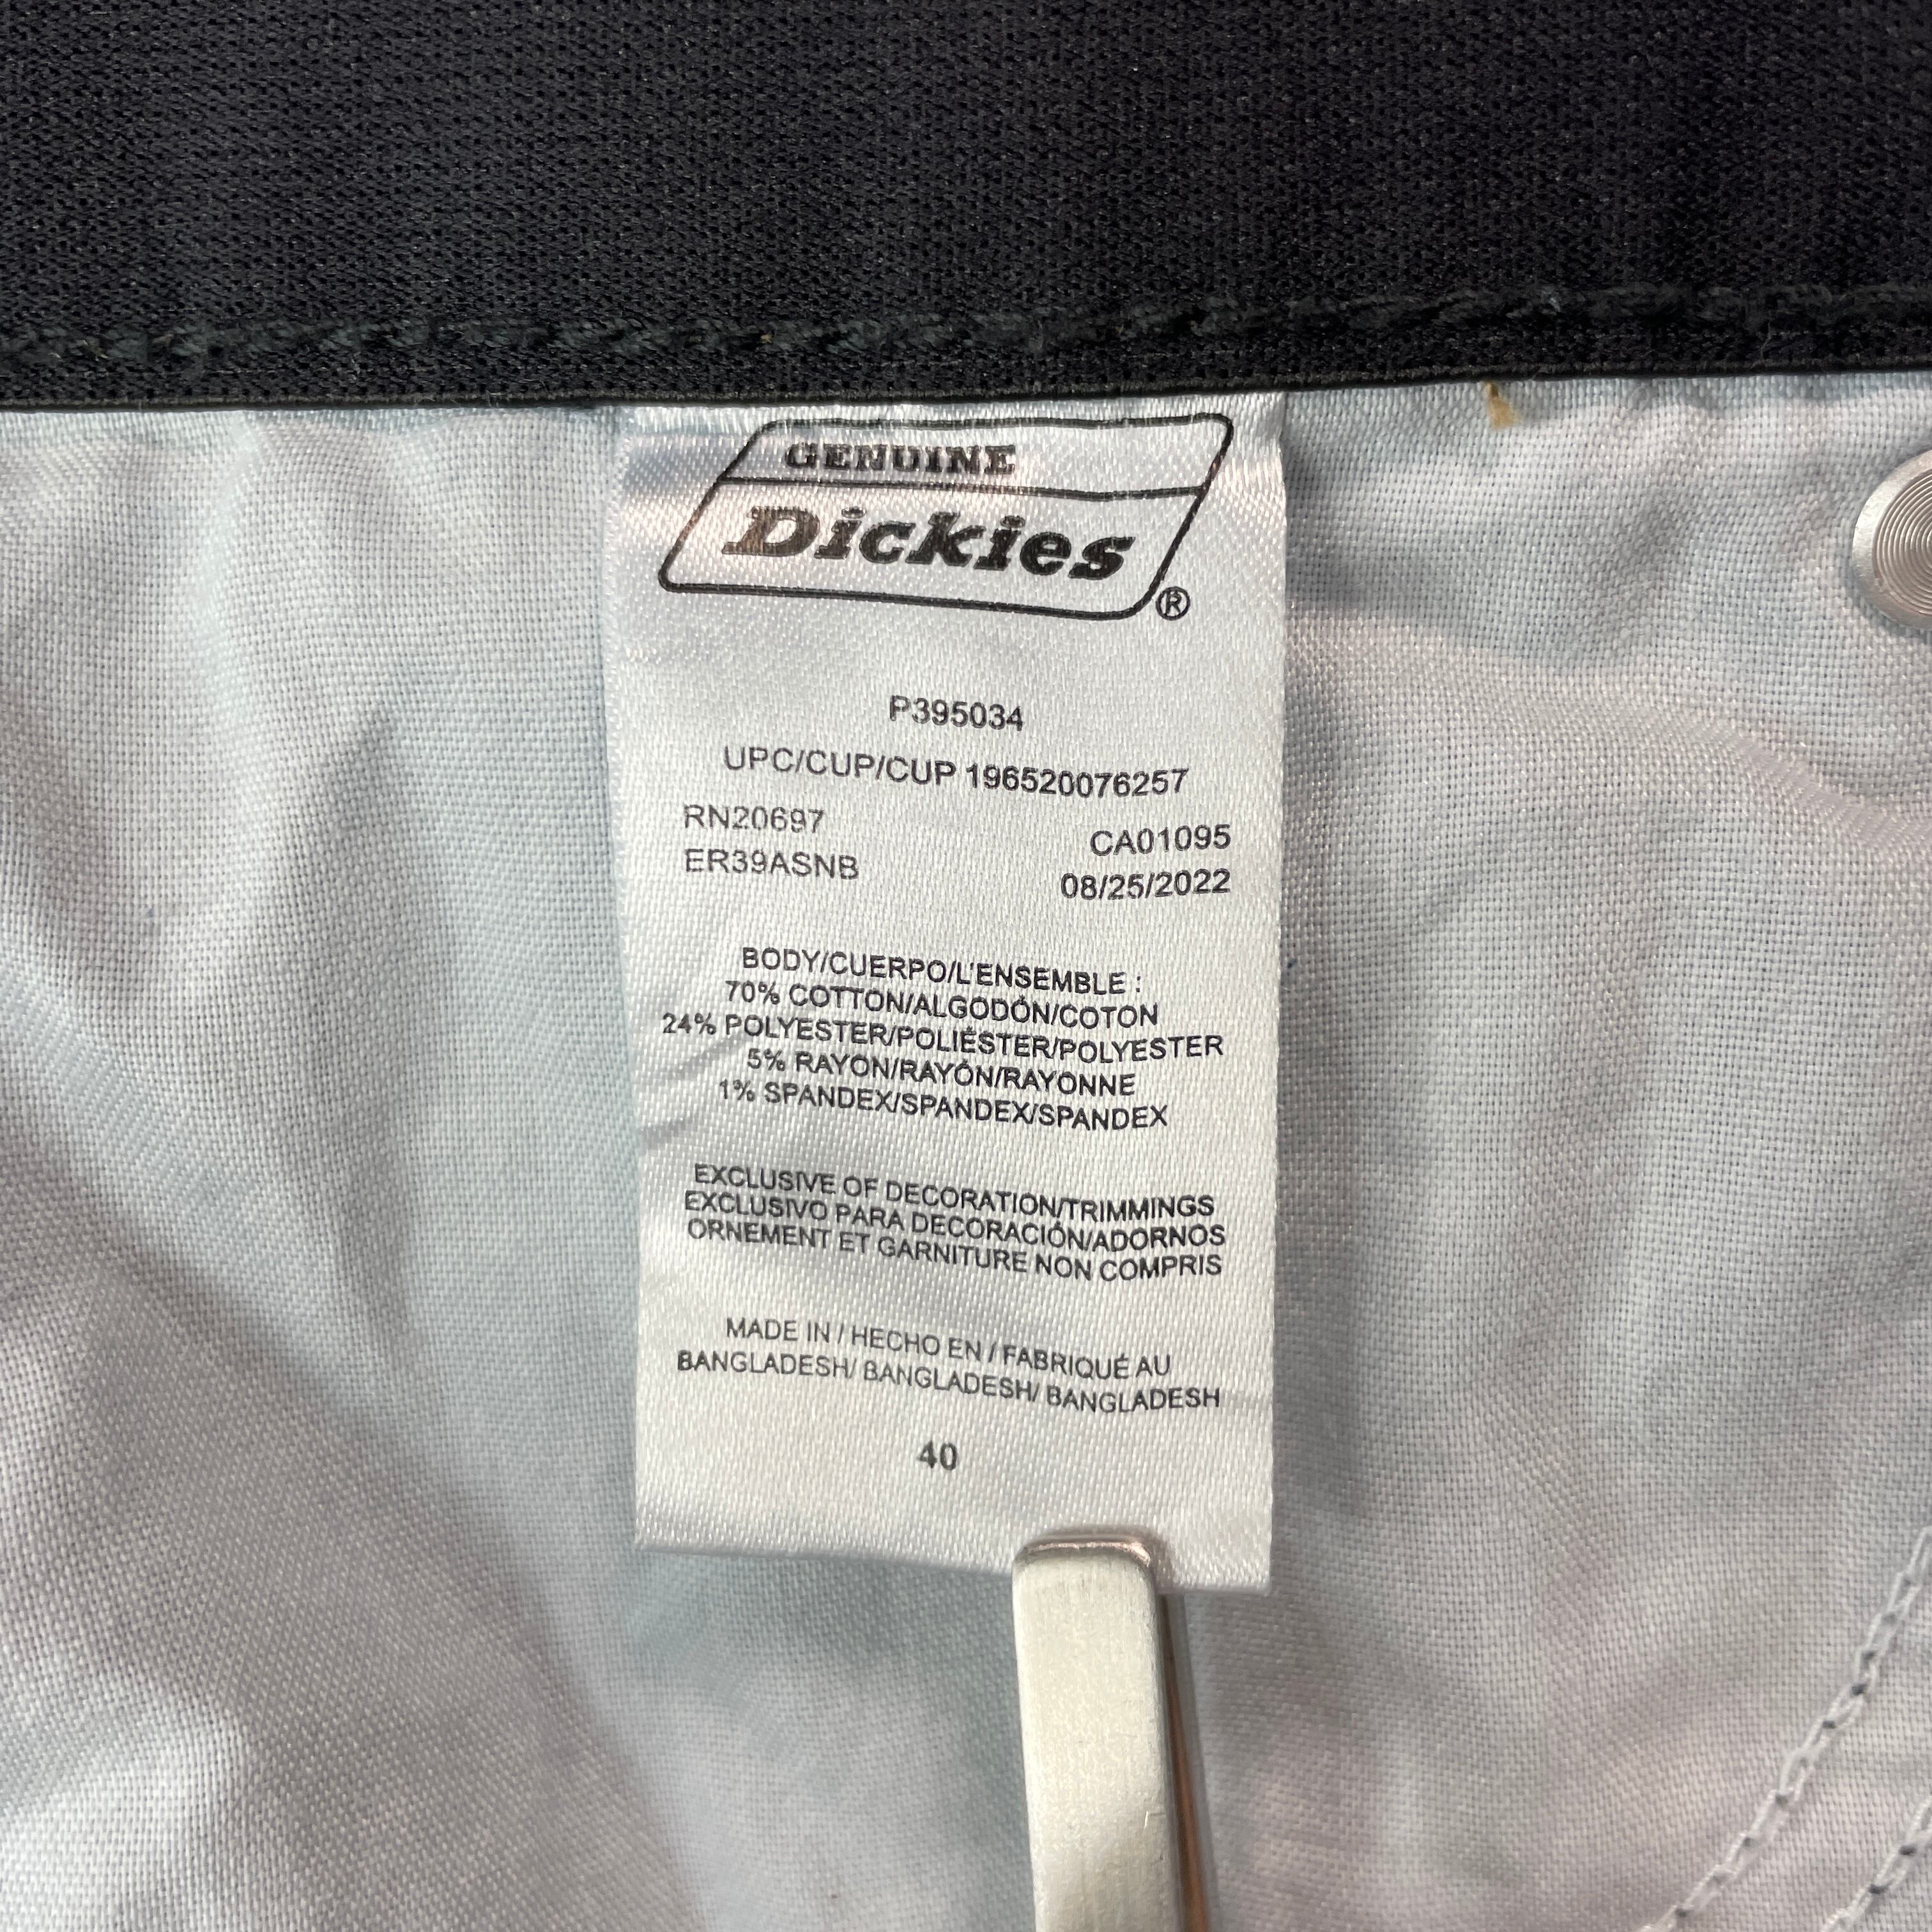 GENUINE
Dickies®
P395034
UPC/CUP/CUP 196520076257
RN20697
CA01095
ER39ASNB
08/25/2022
BODY/CUERPO/L'ENSEMBLE :
70% COTTON/ALGODÓN/COTON
24% POLYESTER/POLIÉSTER/POLYESTER
5% RAYON/RAYÓN/RAYONNE
1% SPANDEX/SPANDEX/SPANDEX
EXCLUSIVE OF DECORATION/TRIMMINGS
EXCLUSIVO PARA DECORACIÓN/ADORNOS
ORNEMENT ET GARNITURE NON COMPRIS
MADE IN / HECHO EN / FABRIQUÉ AU
BANGLADESH/ BANGLADESH/ BANGLADESH
40